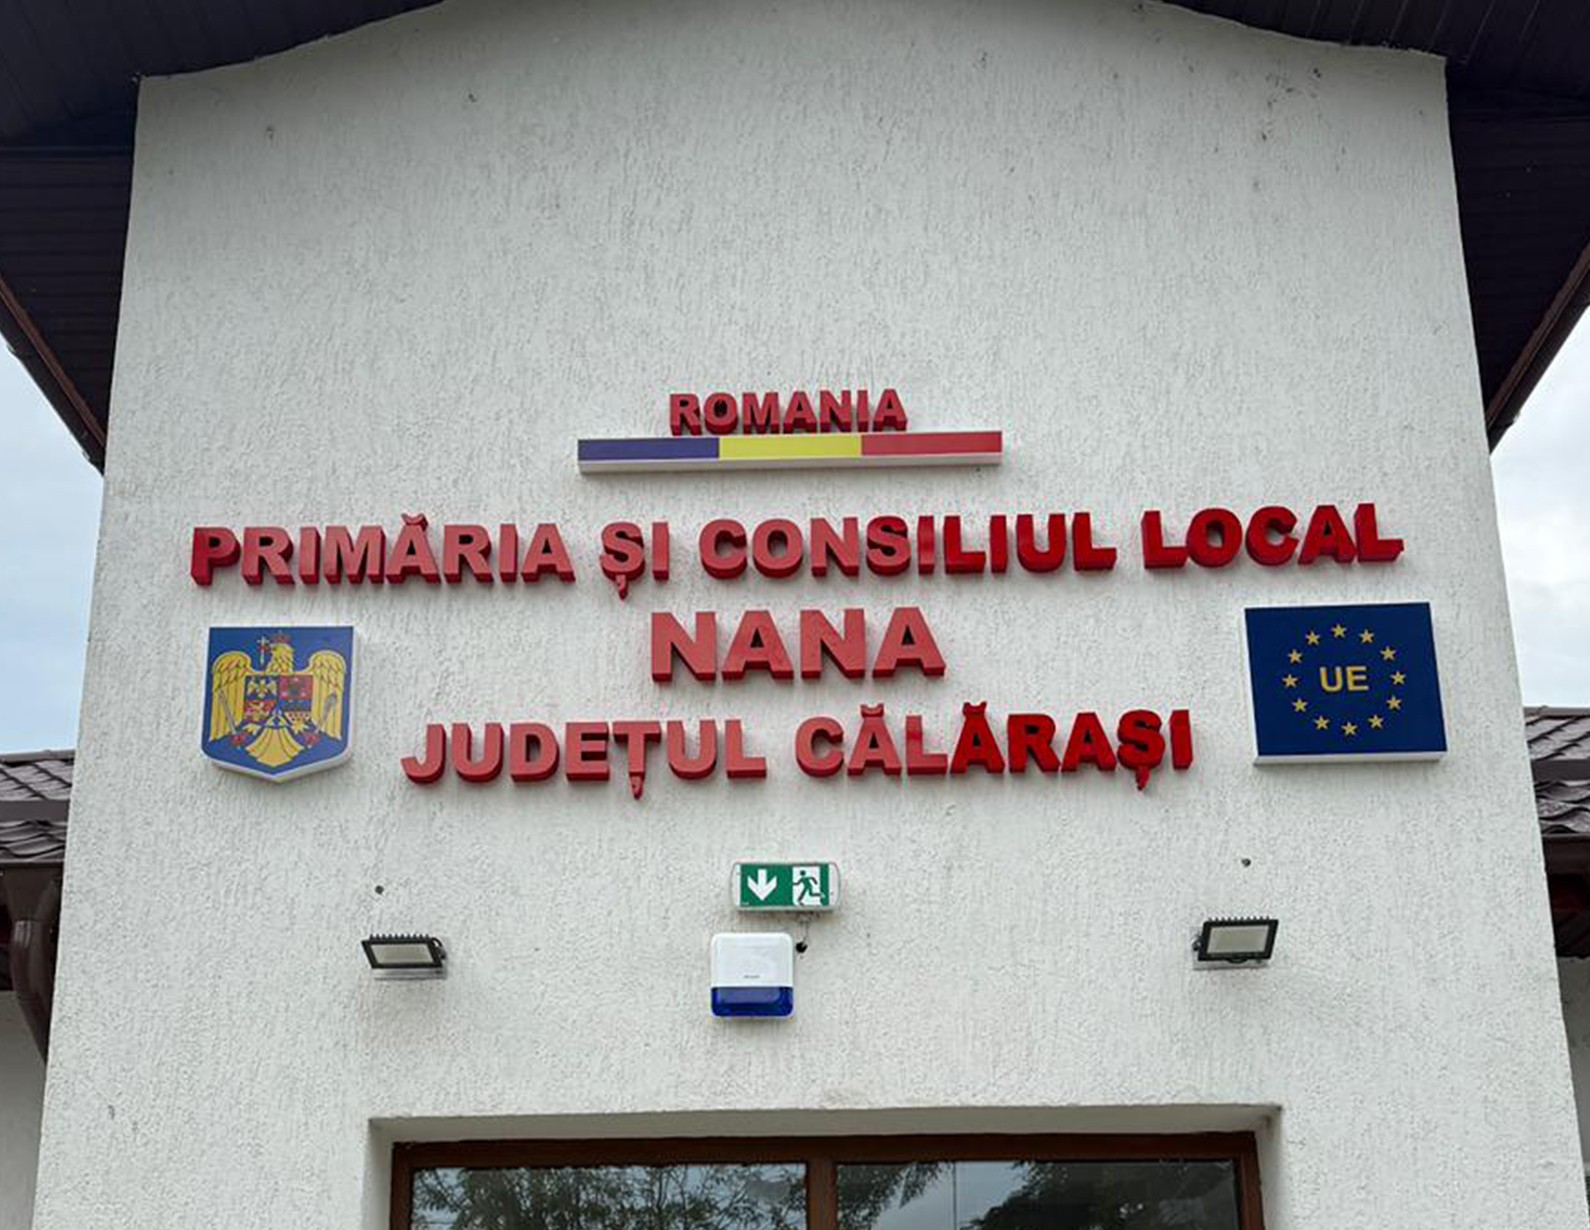 ROMANIA
PRIMĂRIA ȘI CONSILIUL LOCAL
NANA
UE
JUDEȚUL CĂLĂRAȘI